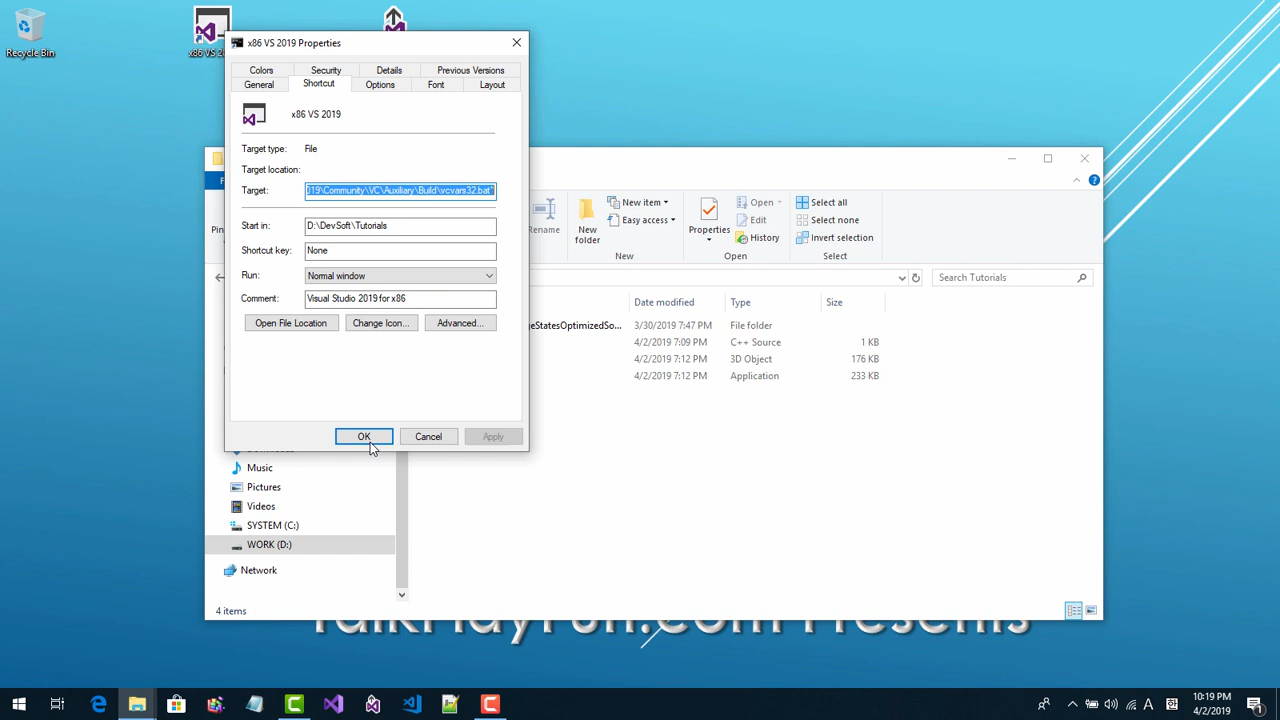 Recycle Bin
x86 VS 2
x86 VS 2019 Properties
Colors Security Details Previous Versions
General Shortcut Options Font Layout
x86 VS 2019
Target type: File
Target location:
Target: 019\Community\VC\Auxiliary\Build\vcvars32.bat"
Start in: D:\DevSoft\Tutorials
Shortcut key: None
Run: Normal window
Comment: Visual Studio 2019 for x86
Open File Location Change Icon... Advanced...
OK Cancel Apply
Pin
Rename
New folder
New item
Easy access
New
Properties
Open
Edit
History
Open
Select all
Select none
Invert selection
Select
Search Tutorials
Date modified Type Size
geStatesOptimizedSo... 3/30/2019 7:47 PM File folder
4/2/2019 7:09 PM C++ Source 1 KB
4/2/2019 7:12 PM 3D Object 176 KB
4/2/2019 7:12 PM Application 233 KB
Music
Pictures
Videos
SYSTEM (C:)
WORK (D:)
Network
4 items
TalkPlayFun.com Presents
A
10:19 PM
4/2/2019
1